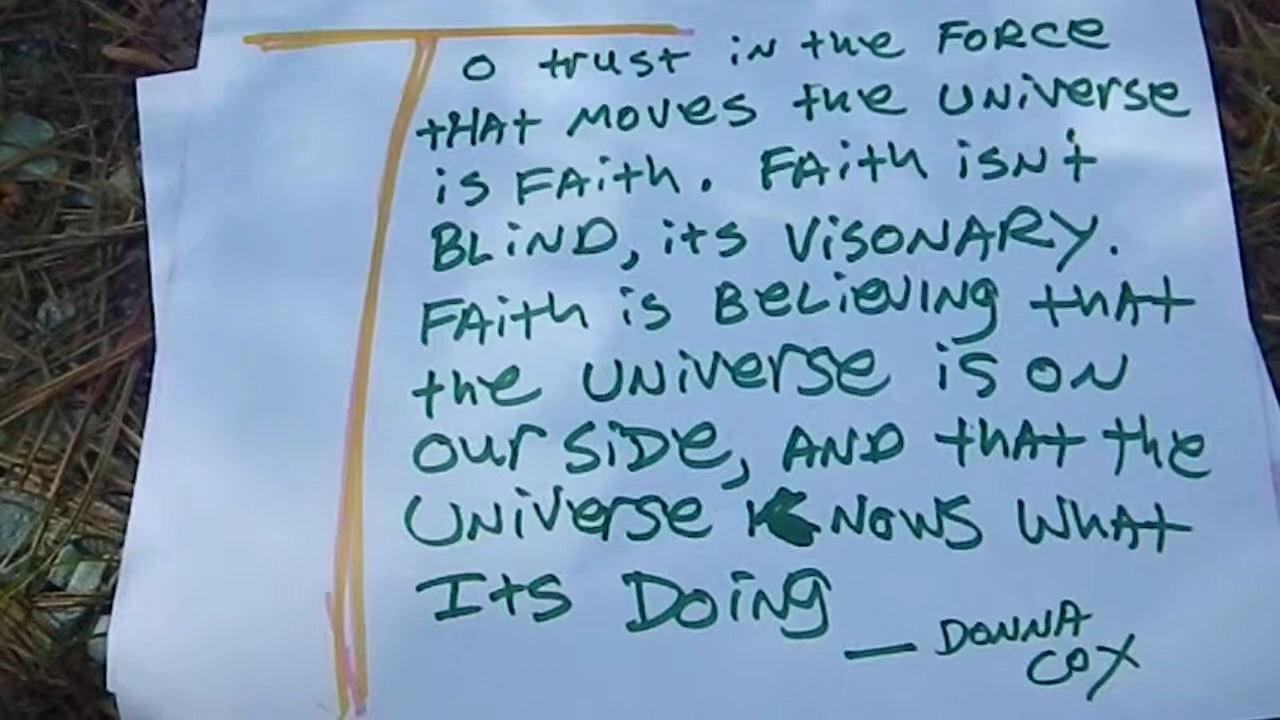 To trust in the FORCE
tHAt MOVES the UNiverse
is FAith. FAith isn't
BLiND, its VisONARY.
FAith is BeLieViNg thAt
the UNiverse is ON
our SiDe, AND thAt the
UNiverse KNOWS WhAt
Its Doing — DONNA
COX